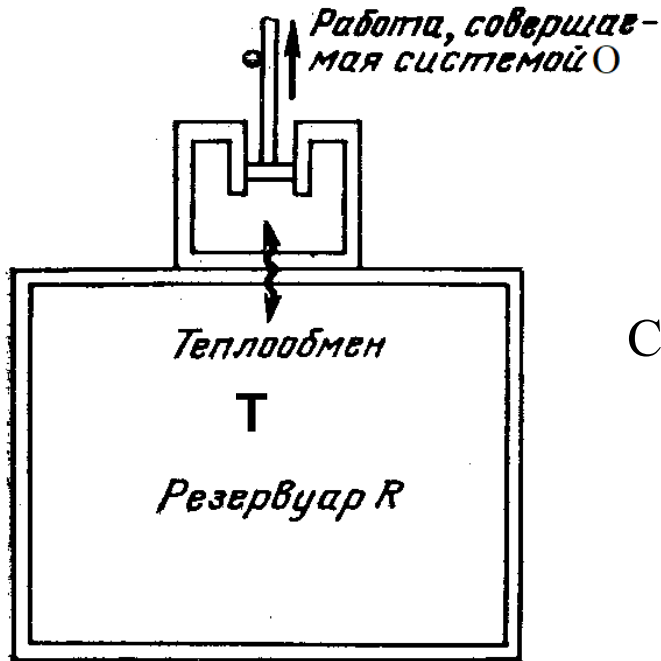 Работа, совершае-
мая системой O
Теплообмен
C
T
Резервуар R